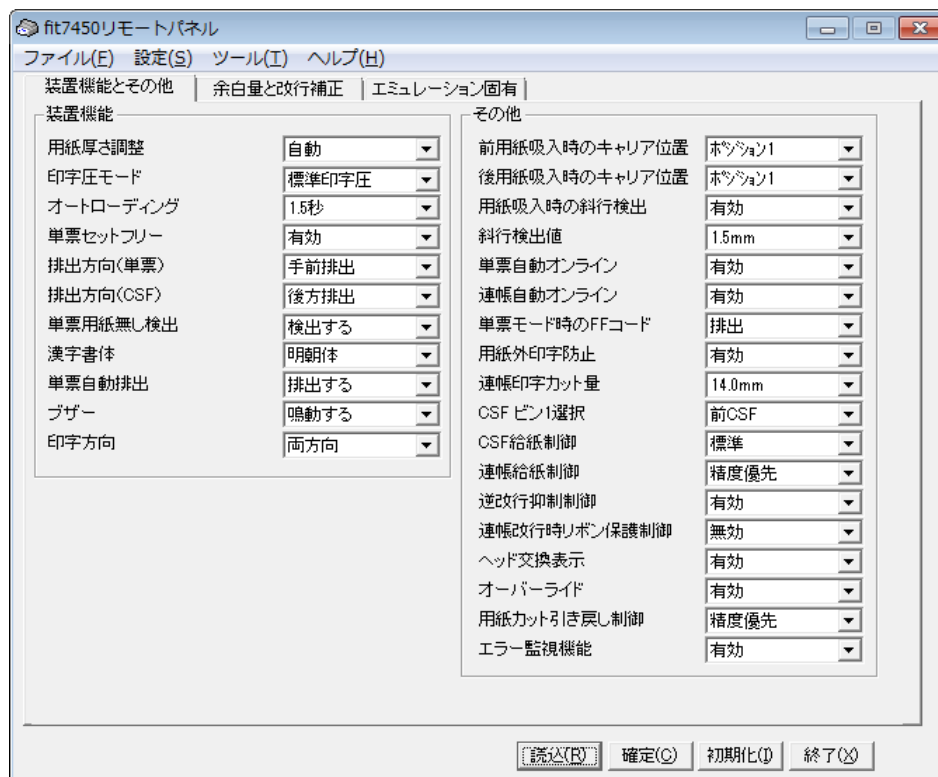 fit7450リモートパネル
ファイル(F) 設定(S) ツール(T) ヘルプ(H)
装置機能とその他 余白量と改行補正 エミュレーション固有
装置機能
用紙厚さ調整 自動
印字圧モード 標準印字圧
オートローディング 1.5秒
単票セットフリー 有効
排出方向(単票) 手前排出
排出方向(CSF) 後方排出
単票用紙無し検出 検出する
漢字書体 明朝体
単票自動排出 排出する
ブザー 鳴動する
印字方向 両方向
その他
前用紙吸入時のキャリア位置 ポジション1
後用紙吸入時のキャリア位置 ポジション1
用紙吸入時の斜行検出 有効
斜行検出値 1.5mm
単票自動オンライン 有効
連帳自動オンライン 有効
単票モード時のFFコード 排出
用紙外印字防止 有効
連帳印字カット量 14.0mm
CSF ビン1選択 前CSF
CSF給紙制御 標準
連帳給紙制御 精度優先
逆改行抑制制御 有効
連帳改行時リボン保護制御 無効
ヘッド交換表示 有効
オーバーライド 有効
用紙カット引き戻し制御 精度優先
エラー監視機能 有効
読込(R) 確定(C) 初期化(I) 終了(X)